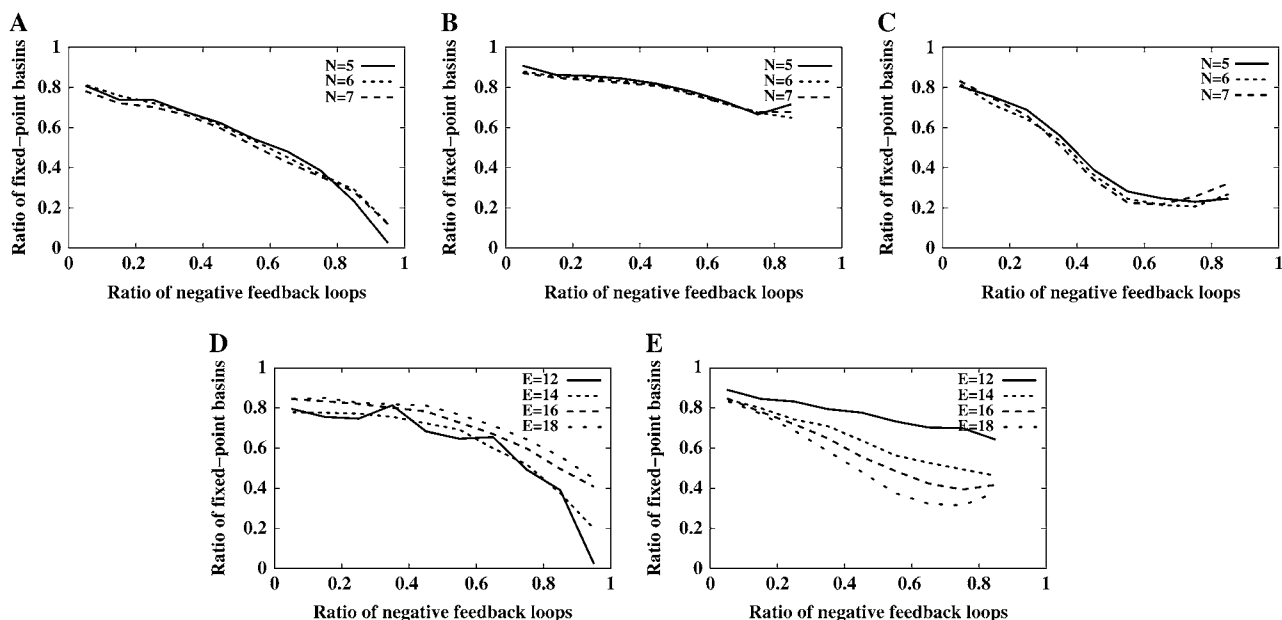 A
Ratio of fixed-point basins
1
0.8
0.6
0.4
0.2
0
N=5
N=6
N=7
0 0.2 0.4 0.6 0.8 1
Ratio of negative feedback loops
B
Ratio of fixed-point basins
1
0.8
0.6
0.4
0.2
0
N=5
N=6
N=7
0 0.2 0.4 0.6 0.8 1
Ratio of negative feedback loops
C
Ratio of fixed-point basins
1
0.8
0.6
0.4
0.2
0
N=5
N=6
N=7
0 0.2 0.4 0.6 0.8 1
Ratio of negative feedback loops
D
Ratio of fixed-point basins
1
0.8
0.6
0.4
0.2
0
E=12
E=14
E=16
E=18
0 0.2 0.4 0.6 0.8 1
Ratio of negative feedback loops
E
Ratio of fixed-point basins
1
0.8
0.6
0.4
0.2
0
E=12
E=14
E=16
E=18
0 0.2 0.4 0.6 0.8 1
Ratio of negative feedback loops